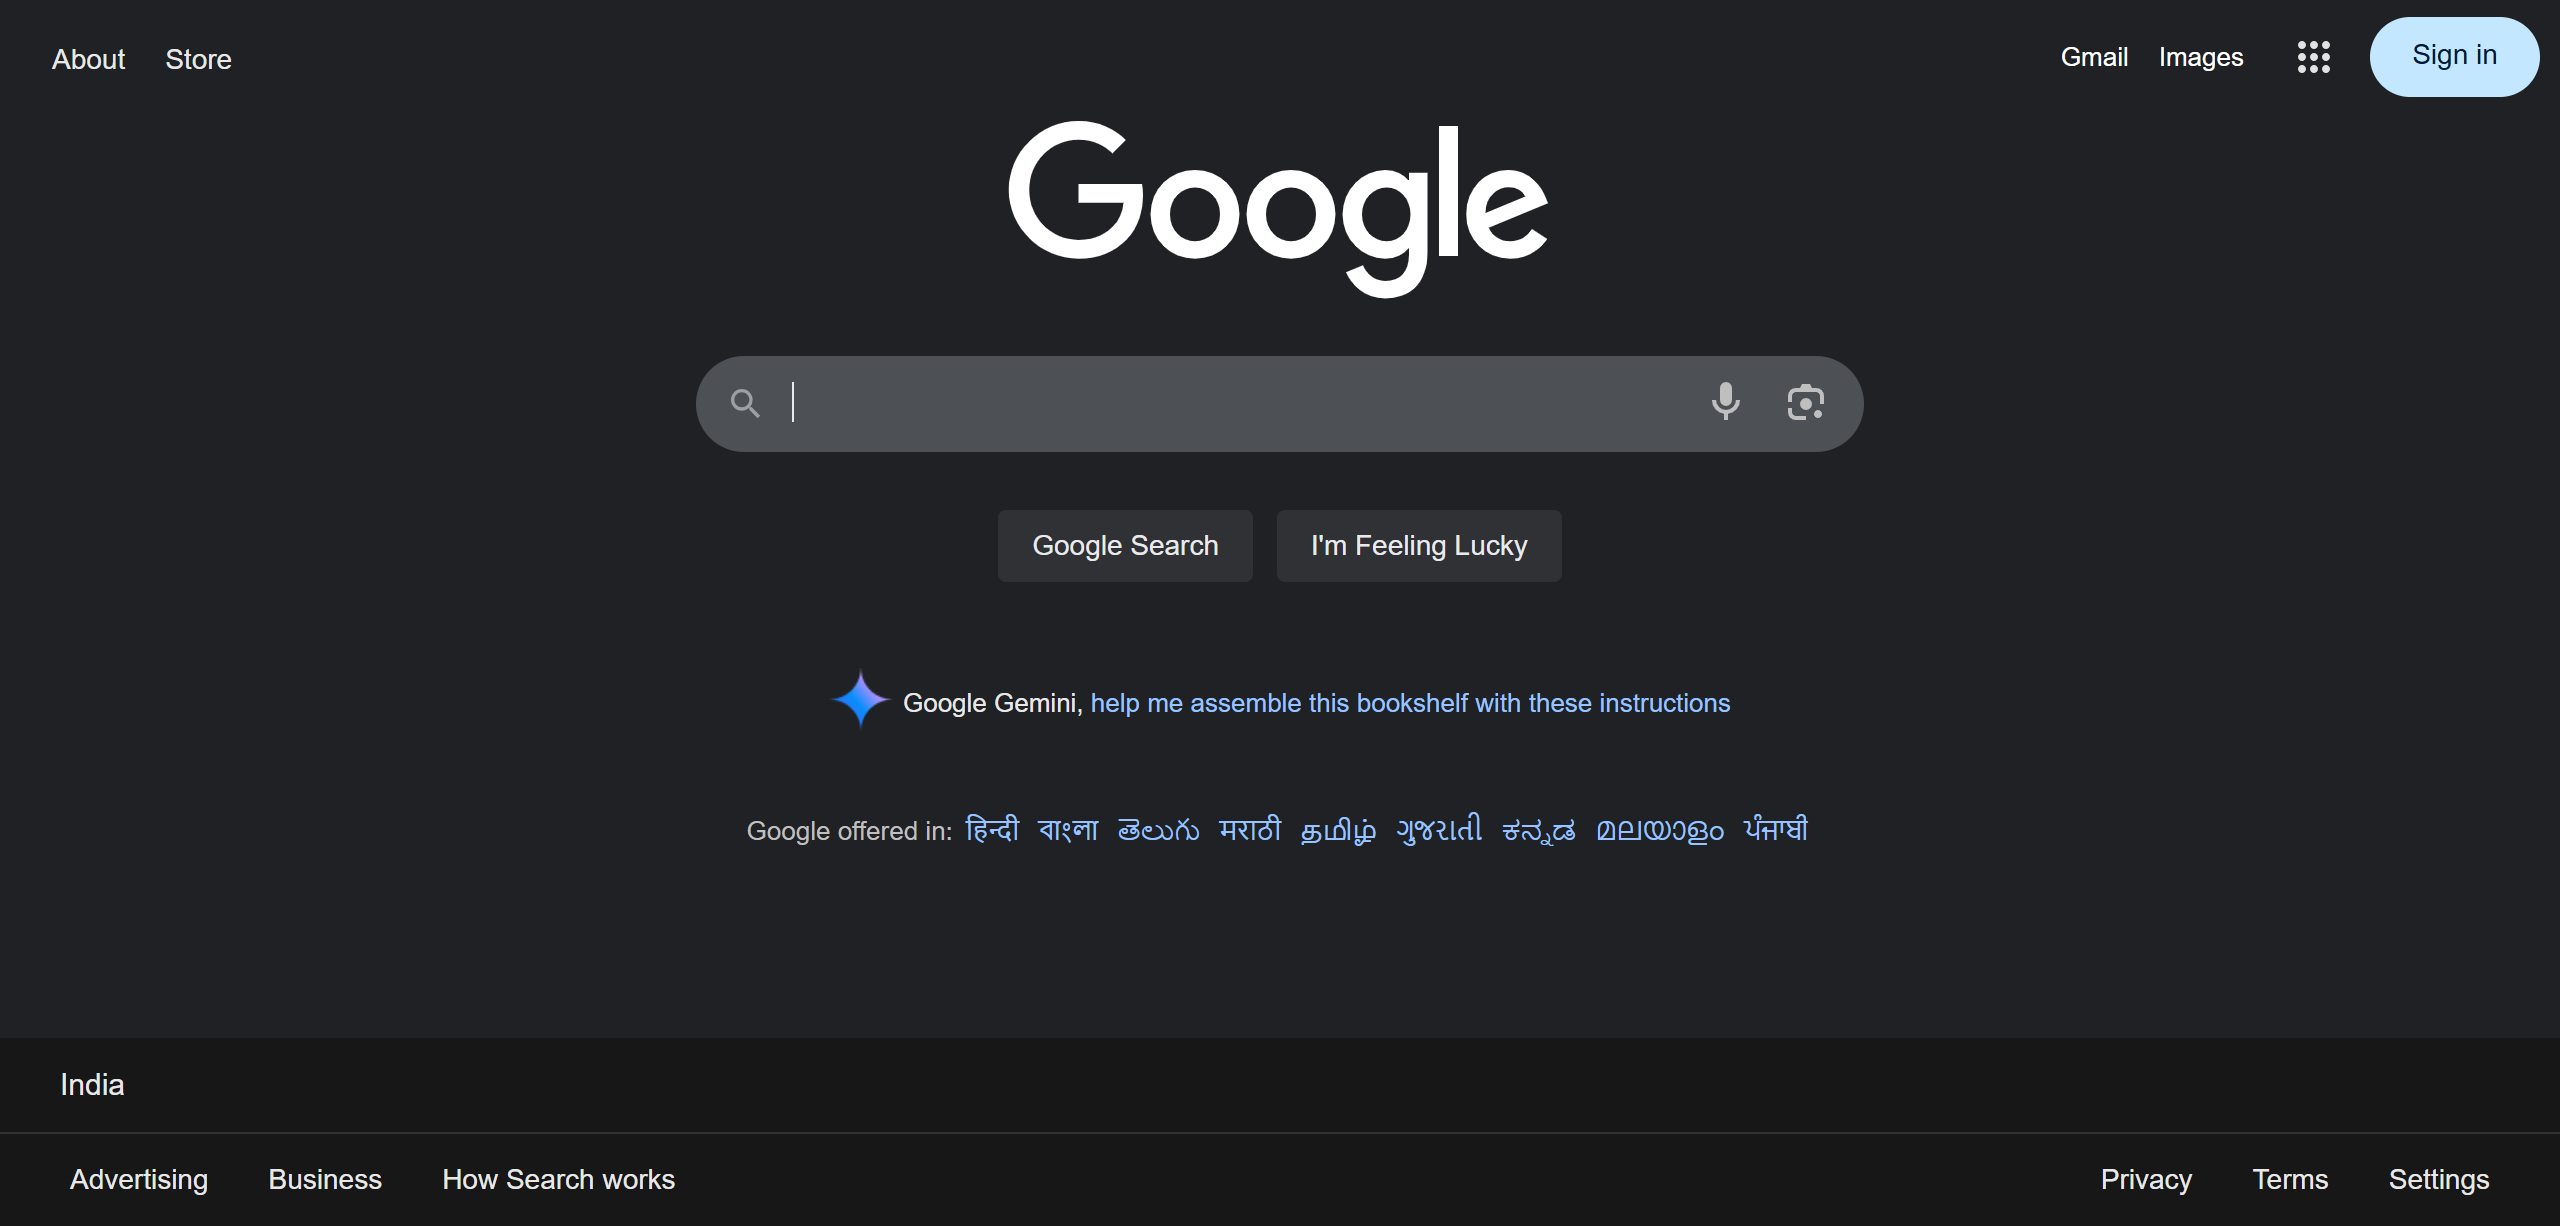 About Store
Gmail Images Sign in
Google
Google Search I'm Feeling Lucky
Google Gemini, help me assemble this bookshelf with these instructions
Google offered in: हिन्दी বাংলা తెలుగు मराठी தமிழ் ગુજરાતી ಕನ್ನಡ മലയാളം ਪੰਜਾਬੀ
India
Advertising Business How Search works
Privacy Terms Settings